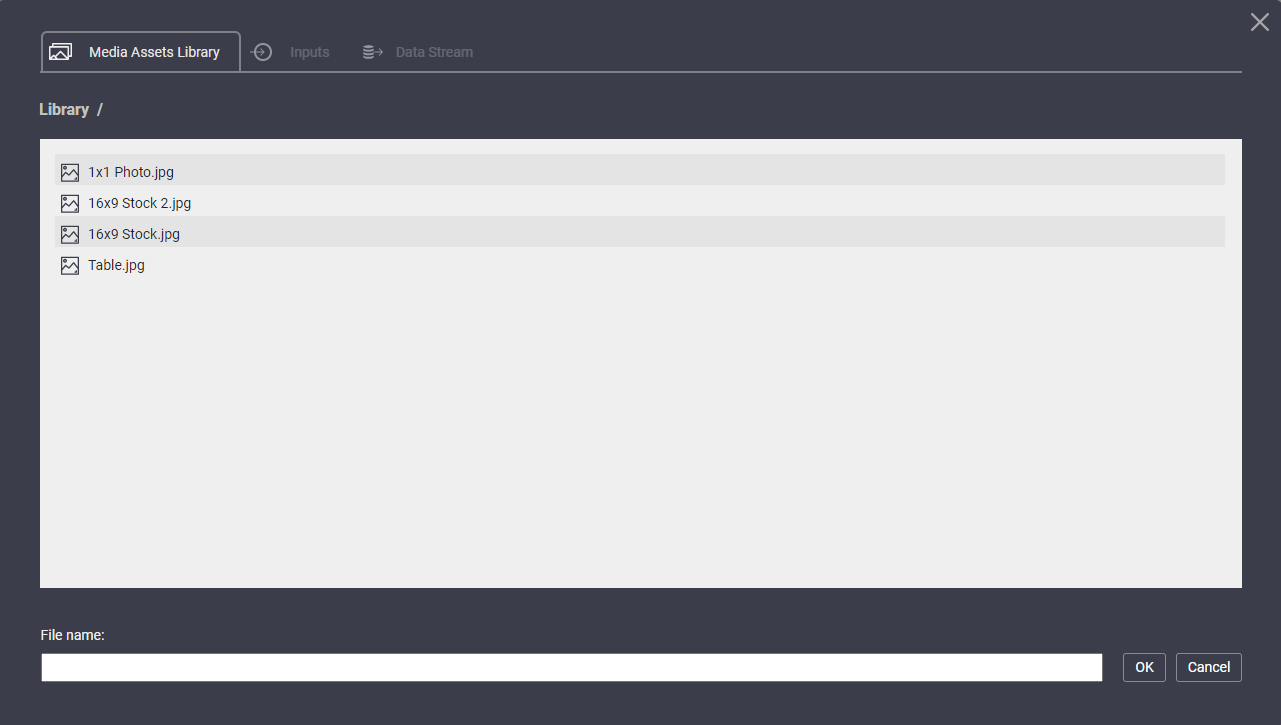 Media Assets Library Inputs Data Stream
Library /
1x1 Photo.jpg
16x9 Stock 2.jpg
16x9 Stock.jpg
Table.jpg
File name:
OK Cancel